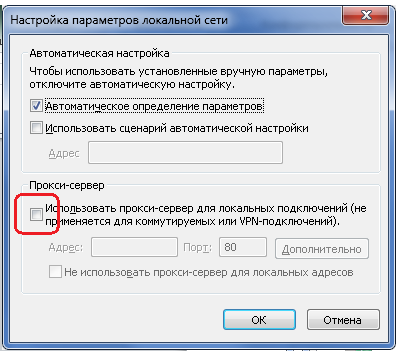 Настройка параметров локальной сети
Автоматическая настройка
Чтобы использовать установленные вручную параметры,
отключите автоматическую настройку.
Автоматическое определение параметров
Использовать сценарий автоматической настройки
Адрес
Прокси-сервер
Использовать прокси-сервер для локальных подключений (не
применяется для коммутируемых или VPN-подключений).
Адрес: Порт: 80 Дополнительно
Не использовать прокси-сервер для локальных адресов
ОК Отмена